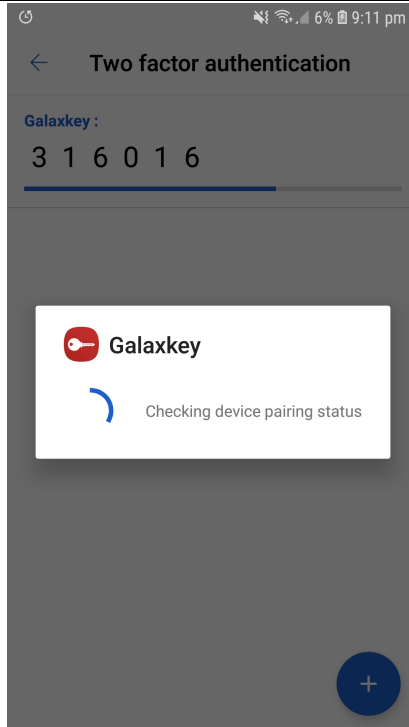 6% 9:11 pm
Two factor authentication
Galaxkey :
3 1 6 0 1 6
Galaxkey
Checking device pairing status